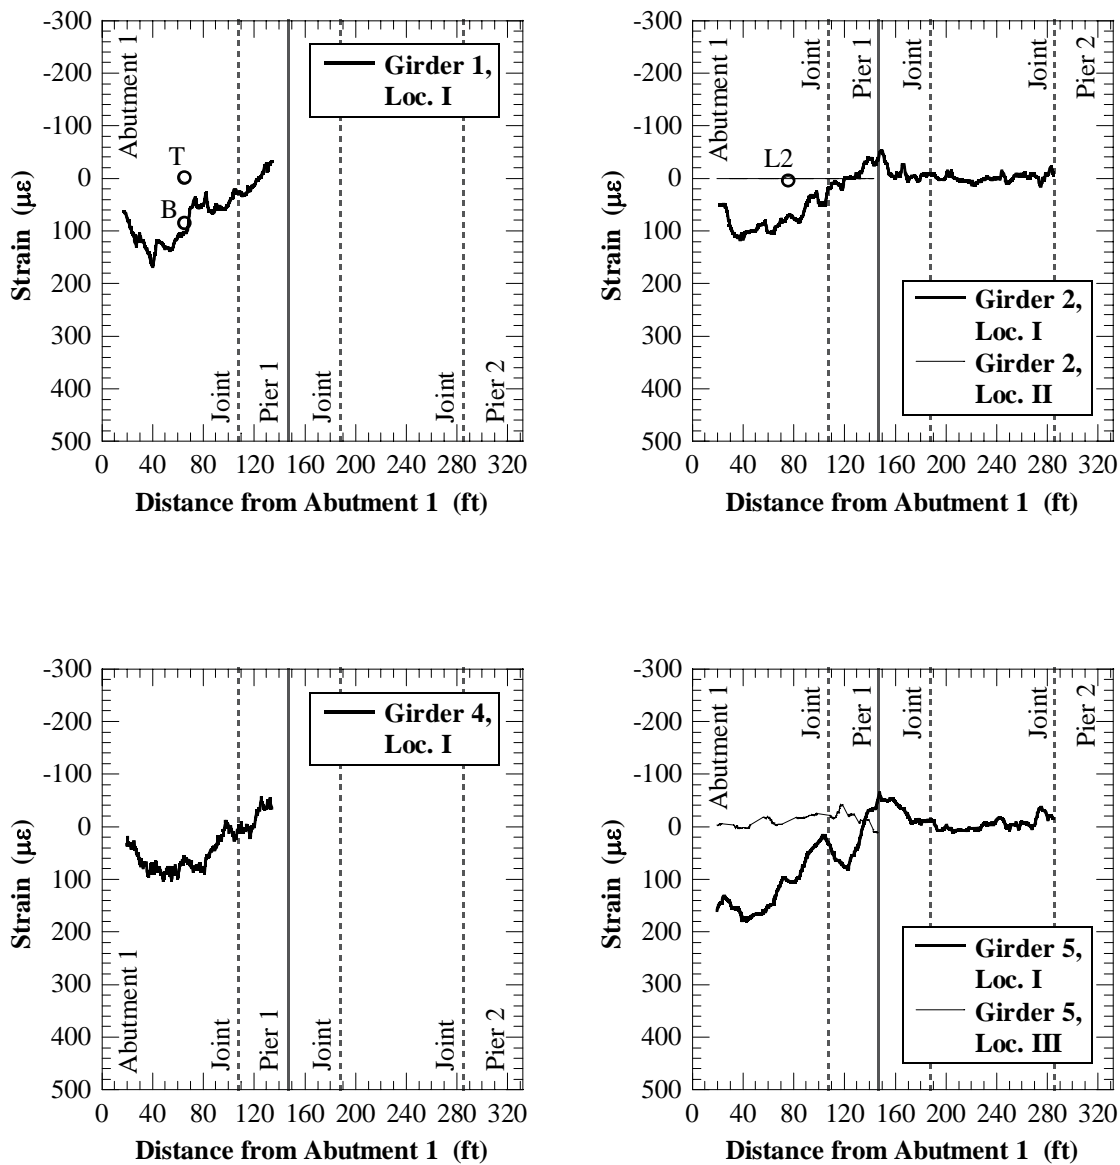 -300
-200
-100
0
100
200
300
400
500
Strain (με)
Abutment 1
T
B
Girder 1,
Loc. I
Joint
Pier 1
Joint
Joint
Pier 2
0 40 80 120 160 200 240 280 320
Distance from Abutment 1 (ft)
-300
-200
-100
0
100
200
300
400
500
Strain (με)
Abutment 1
Joint
Pier 1
Joint
Joint
Pier 2
L2
Girder 2,
Loc. I
Girder 2,
Loc. II
0 40 80 120 160 200 240 280 320
Distance from Abutment 1 (ft)
-300
-200
-100
0
100
200
300
400
500
Strain (με)
Girder 4,
Loc. I
Abutment 1
Joint
Pier 1
Joint
Joint
Pier 2
0 40 80 120 160 200 240 280 320
Distance from Abutment 1 (ft)
-300
-200
-100
0
100
200
300
400
500
Strain (με)
Abutment 1
Joint
Pier 1
Joint
Joint
Pier 2
Girder 5,
Loc. I
Girder 5,
Loc. III
0 40 80 120 160 200 240 280 320
Distance from Abutment 1 (ft)